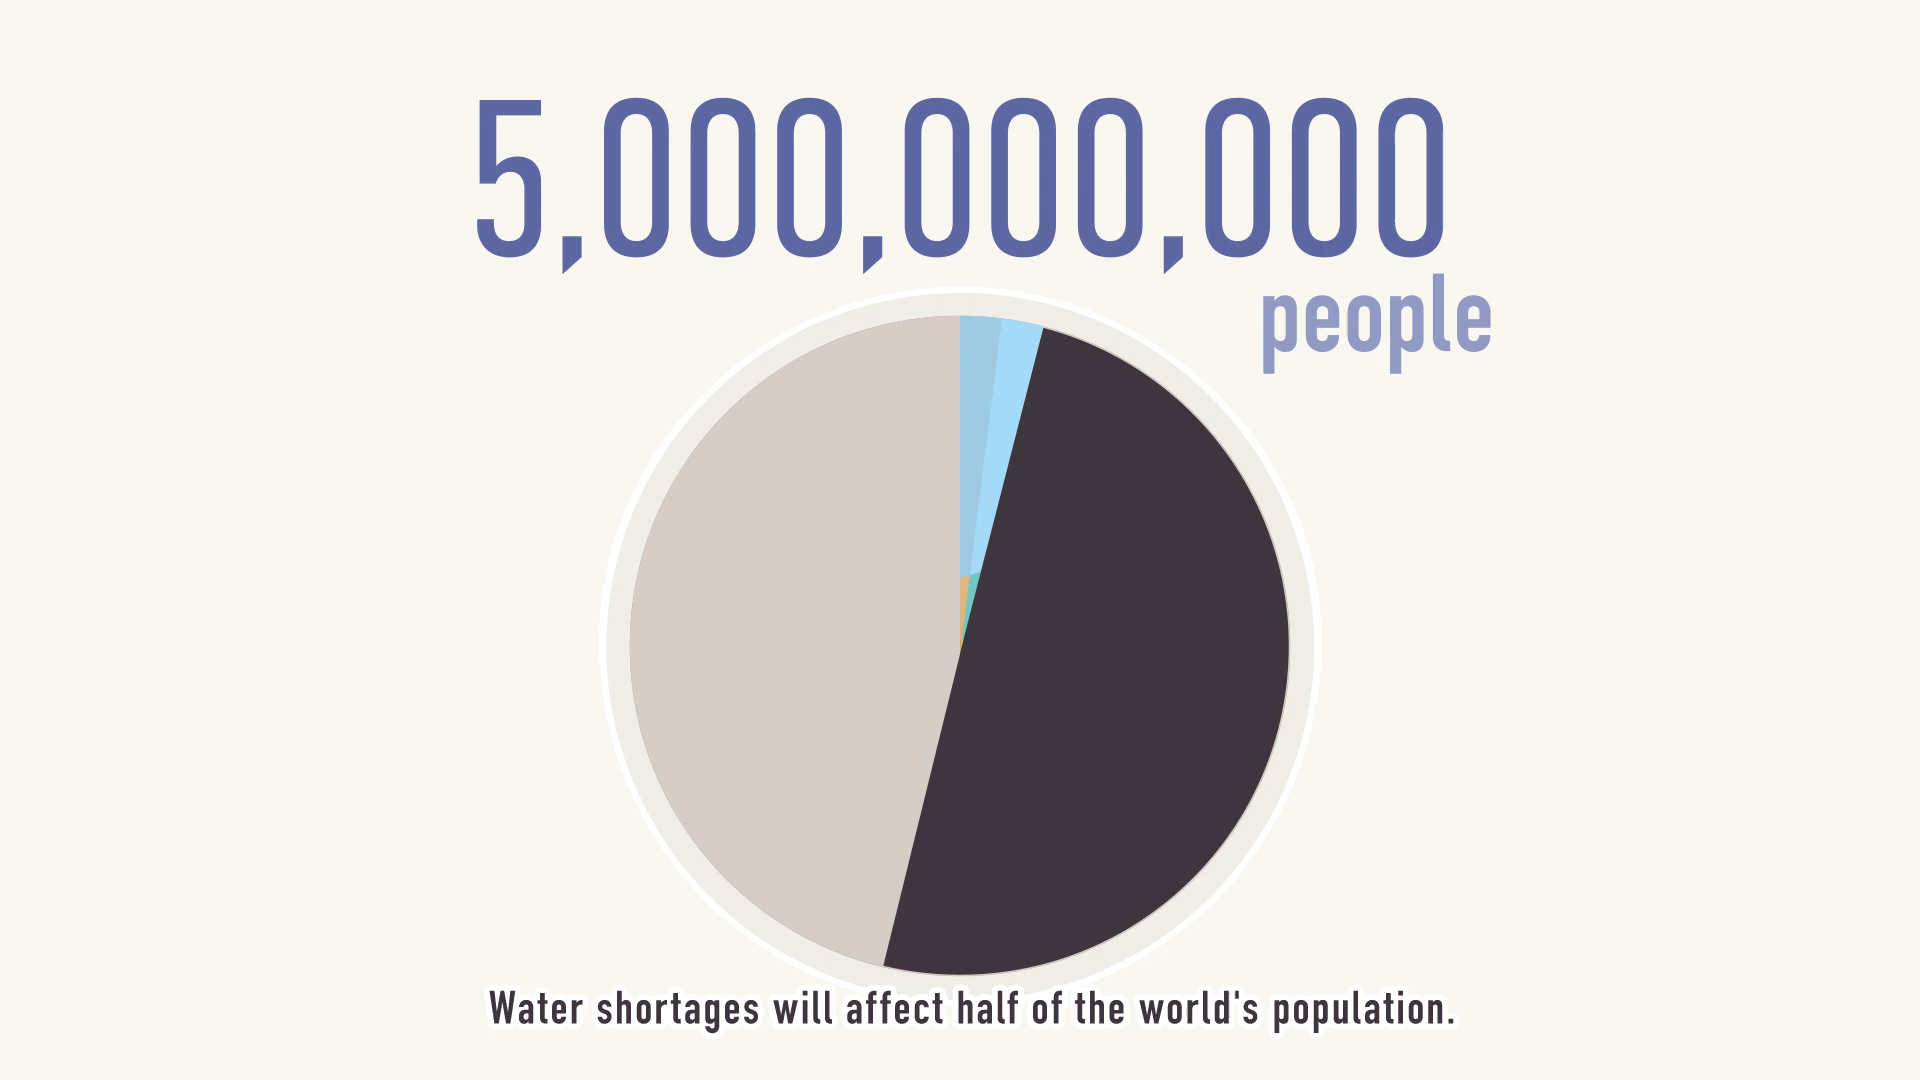 5,000,000,000
people
Water shortages will affect half of the world's population.